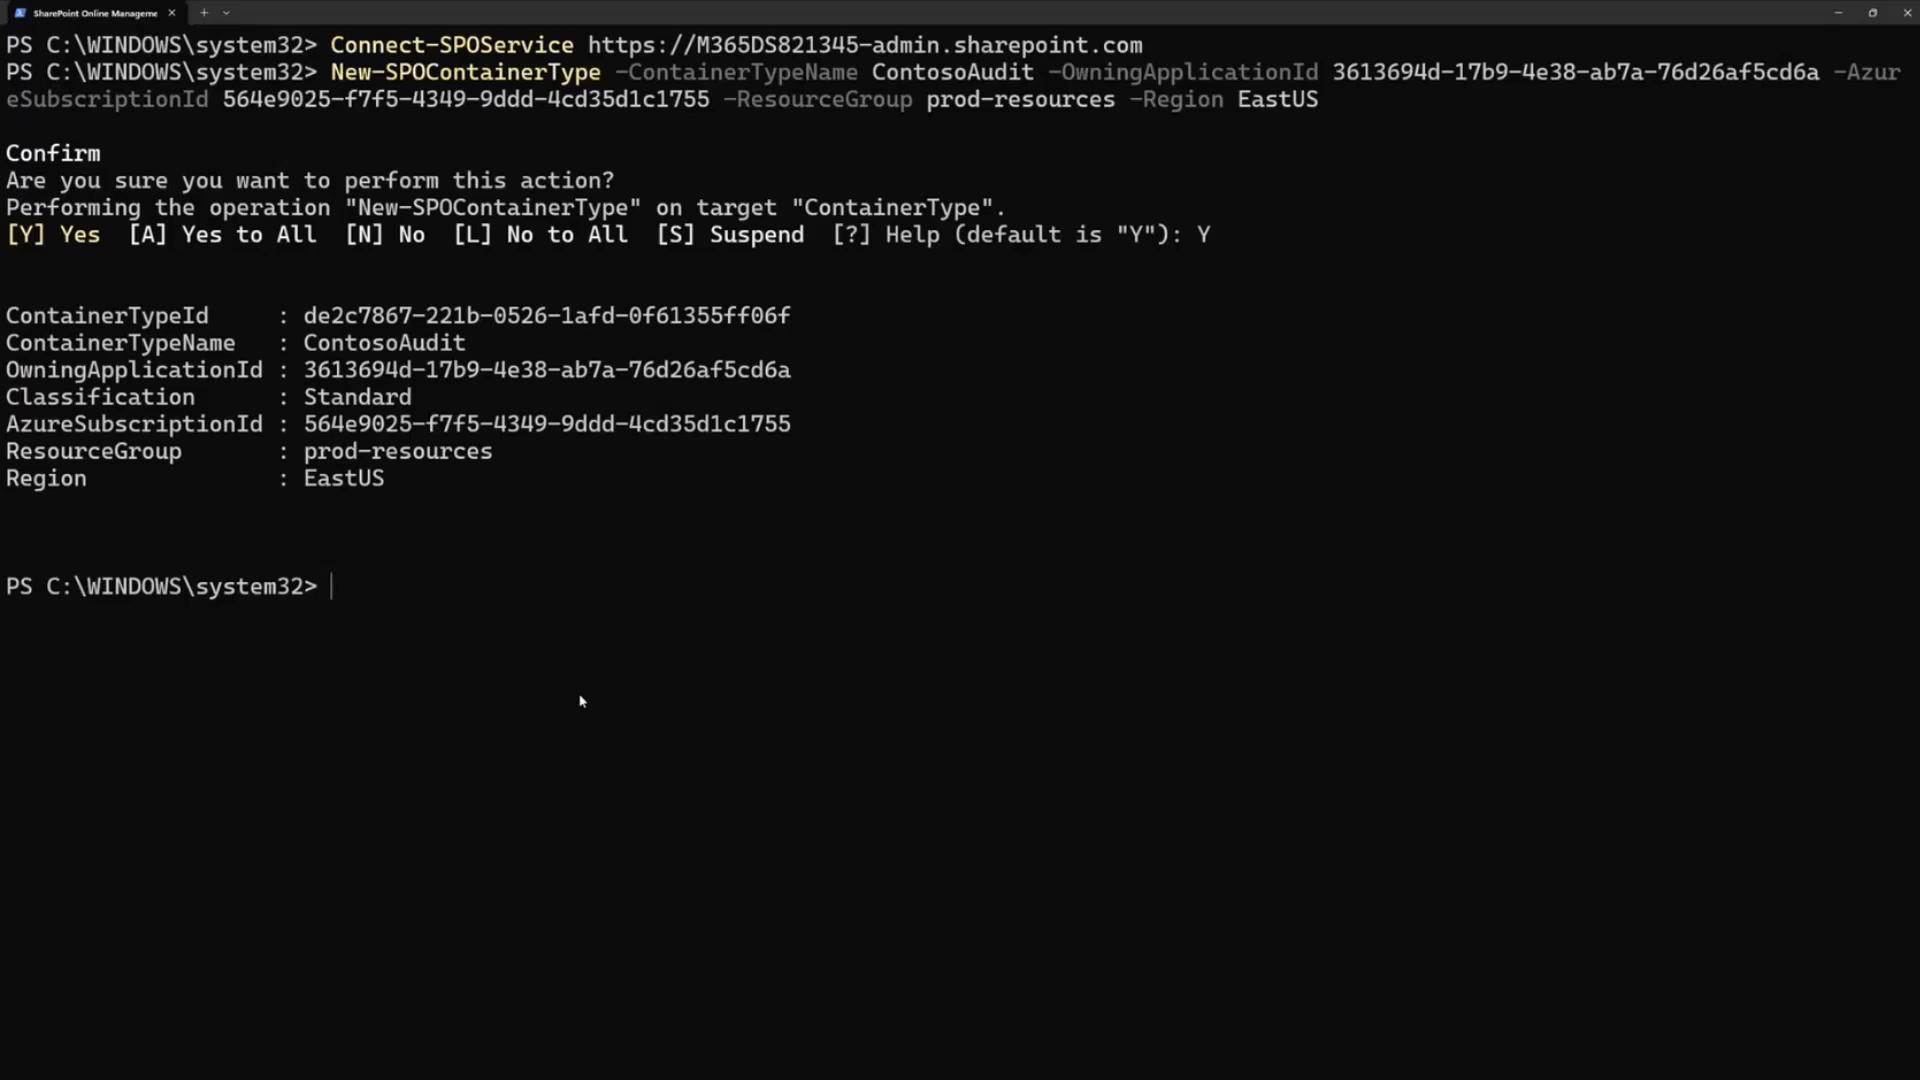 SharePoint Online Manageme
PS C:\WINDOWS\system32> Connect-SPOService https://M365DS821345-admin.sharepoint.com
PS C:\WINDOWS\system32> New-SPOContainerType -ContainerTypeName ContosoAudit -OwningApplicationId 3613694d-17b9-4e38-ab7a-76d26af5cd6a -Azur
eSubscriptionId 564e9025-f7f5-4349-9ddd-4cd35d1c1755 -ResourceGroup prod-resources -Region EastUS
Confirm
Are you sure you want to perform this action?
Performing the operation "New-SPOContainerType" on target "ContainerType".
[Y] Yes  [A] Yes to All  [N] No  [L] No to All  [S] Suspend  [?] Help (default is "Y"): Y
ContainerTypeId     : de2c7867-221b-0526-1afd-0f61355ff06f
ContainerTypeName   : ContosoAudit
OwningApplicationId : 3613694d-17b9-4e38-ab7a-76d26af5cd6a
Classification      : Standard
AzureSubscriptionId : 564e9025-f7f5-4349-9ddd-4cd35d1c1755
ResourceGroup       : prod-resources
Region              : EastUS
PS C:\WINDOWS\system32>